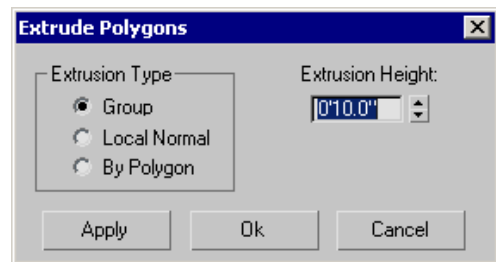 Extrude Polygons
Extrusion Type
Group
Local Normal
By Polygon
Extrusion Height:
0'10.0"
Apply
Ok
Cancel